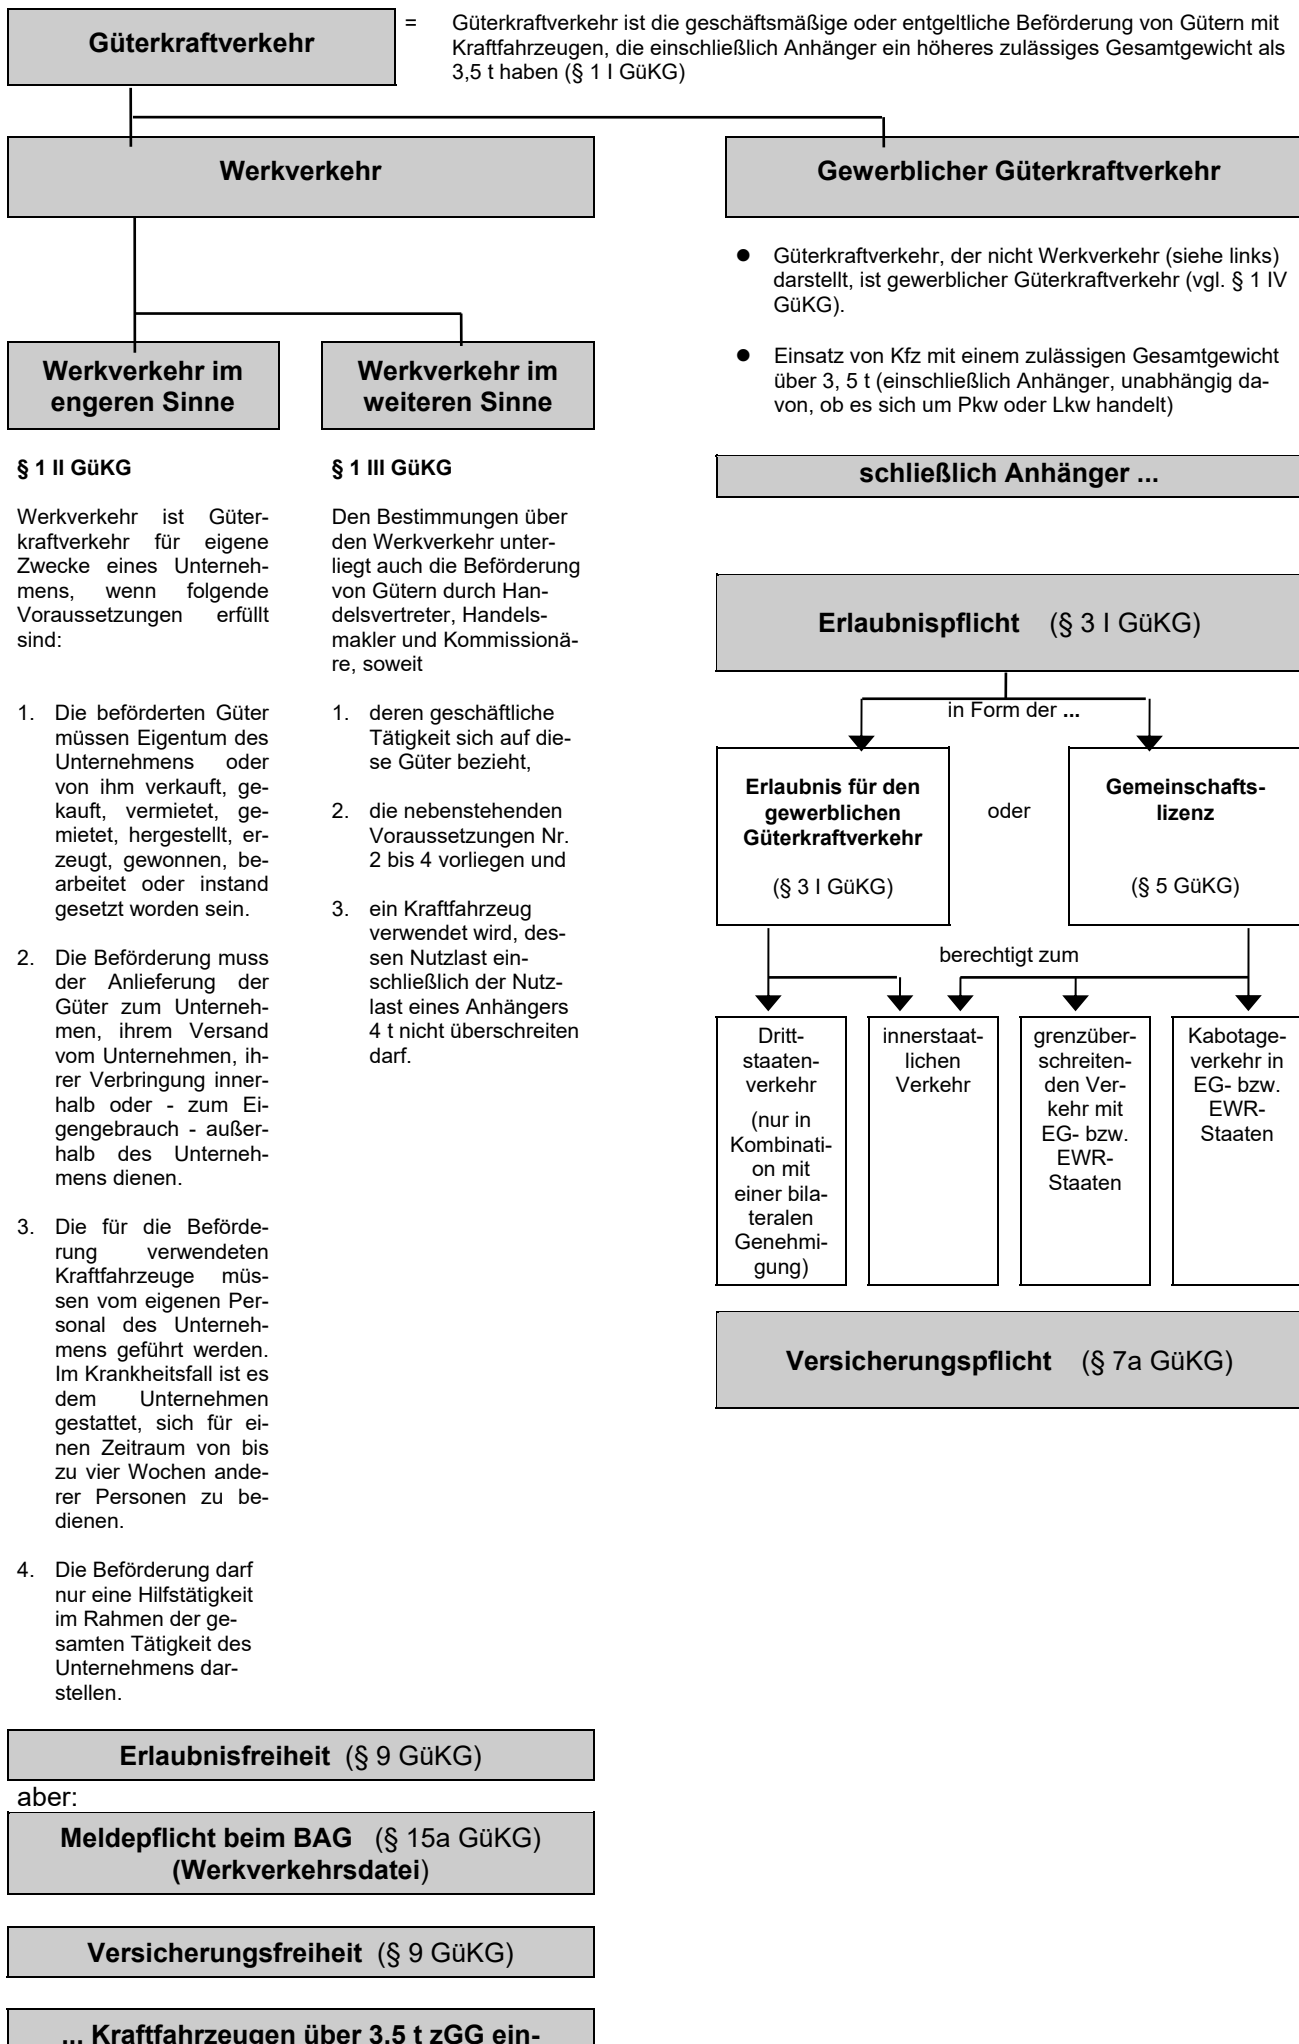 Güterkraftverkehr
= Güterkraftverkehr ist die geschäftsmäßige oder entgeltliche Beförderung von Gütern mit
Kraftfahrzeugen, die einschließlich Anhänger ein höheres zulässiges Gesamtgewicht als
3,5 t haben (§ 1 I GüKG)
Werkverkehr
Werkverkehr im
engeren Sinne
§ 1 II GüKG
Werkverkehr ist Güter-
kraftverkehr für eigene
Zwecke eines Unterneh-
mens, wenn folgende
Voraussetzungen erfüllt
sind:
1. Die beförderten Güter
müssen Eigentum des
Unternehmens oder
von ihm verkauft, ge-
kauft, vermietet, ge-
mietet, hergestellt, er-
zeugt, gewonnen, be-
arbeitet oder instand
gesetzt worden sein.
2. Die Beförderung muss
der Anlieferung der
Güter zum Unterneh-
men, ihrem Versand
vom Unternehmen, ih-
rer Verbringung inner-
halb oder - zum Ei-
gengebrauch - außer-
halb des Unterneh-
mens dienen.
3. Die für die Beförde-
rung verwendeten
Kraftfahrzeuge müs-
sen vom eigenen Per-
sonal des Unterneh-
mens geführt werden.
Im Krankheitsfall ist es
dem Unternehmen
gestattet, sich für ei-
nen Zeitraum von bis
zu vier Wochen ande-
rer Personen zu be-
dienen.
4. Die Beförderung darf
nur eine Hilfstätigkeit
im Rahmen der ge-
samten Tätigkeit des
Unternehmens dar-
stellen.
Werkverkehr im
weiteren Sinne
§ 1 III GüKG
Den Bestimmungen über
den Werkverkehr unter-
liegt auch die Beförderung
von Gütern durch Han-
delsvertreter, Handels-
makler und Kommissionä-
re, soweit
1. deren geschäftliche
Tätigkeit sich auf die-
se Güter bezieht,
2. die nebenstehenden
Voraussetzungen Nr.
2 bis 4 vorliegen und
3. ein Kraftfahrzeug
verwendet wird, des-
sen Nutzlast ein-
schließlich der Nutz-
last eines Anhängers
4 t nicht überschreiten
darf.
Erlaubnisfreiheit (§ 9 GüKG)
aber:
Meldepflicht beim BAG (§ 15a GüKG)
(Werkverkehrsdatei)
Versicherungsfreiheit (§ 9 GüKG)
... Kraftfahrzeugen über 3,5 t zGG ein-
Gewerblicher Güterkraftverkehr
● Güterkraftverkehr, der nicht Werkverkehr (siehe links)
darstellt, ist gewerblicher Güterkraftverkehr (vgl. § 1 IV
GüKG).
● Einsatz von Kfz mit einem zulässigen Gesamtgewicht
über 3, 5 t (einschließlich Anhänger, unabhängig da-
von, ob es sich um Pkw oder Lkw handelt)
schließlich Anhänger ...
Erlaubnispflicht (§ 3 I GüKG)
in Form der ...
Erlaubnis für den
gewerblichen
Güterkraftverkehr
(§ 3 I GüKG)
oder
Gemeinschafts-
lizenz
(§ 5 GüKG)
berechtigt zum
Dritt-
staaten-
verkehr
(nur in
Kombinati-
on mit
einer bila-
teralen
Genehmi-
gung)
innerstaat-
lichen
Verkehr
grenzüber-
schreiten-
den Ver-
kehr mit
EG- bzw.
EWR-
Staaten
Kabotage-
verkehr in
EG- bzw.
EWR-
Staaten
Versicherungspflicht (§ 7a GüKG)